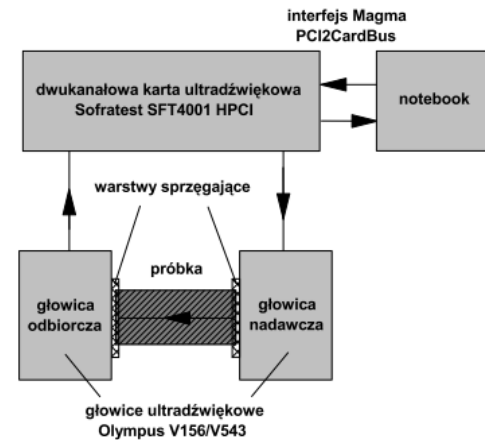 interfejs Magma
PCI2CardBus
dwukanałowa karta ultradźwiękowa
Sofratest SFT4001 HPCI
notebook
warstwy sprzęgające
próbka
głowica
odbiorcza
głowica
nadawcza
głowice ultradźwiękowe
Olympus V156/V543